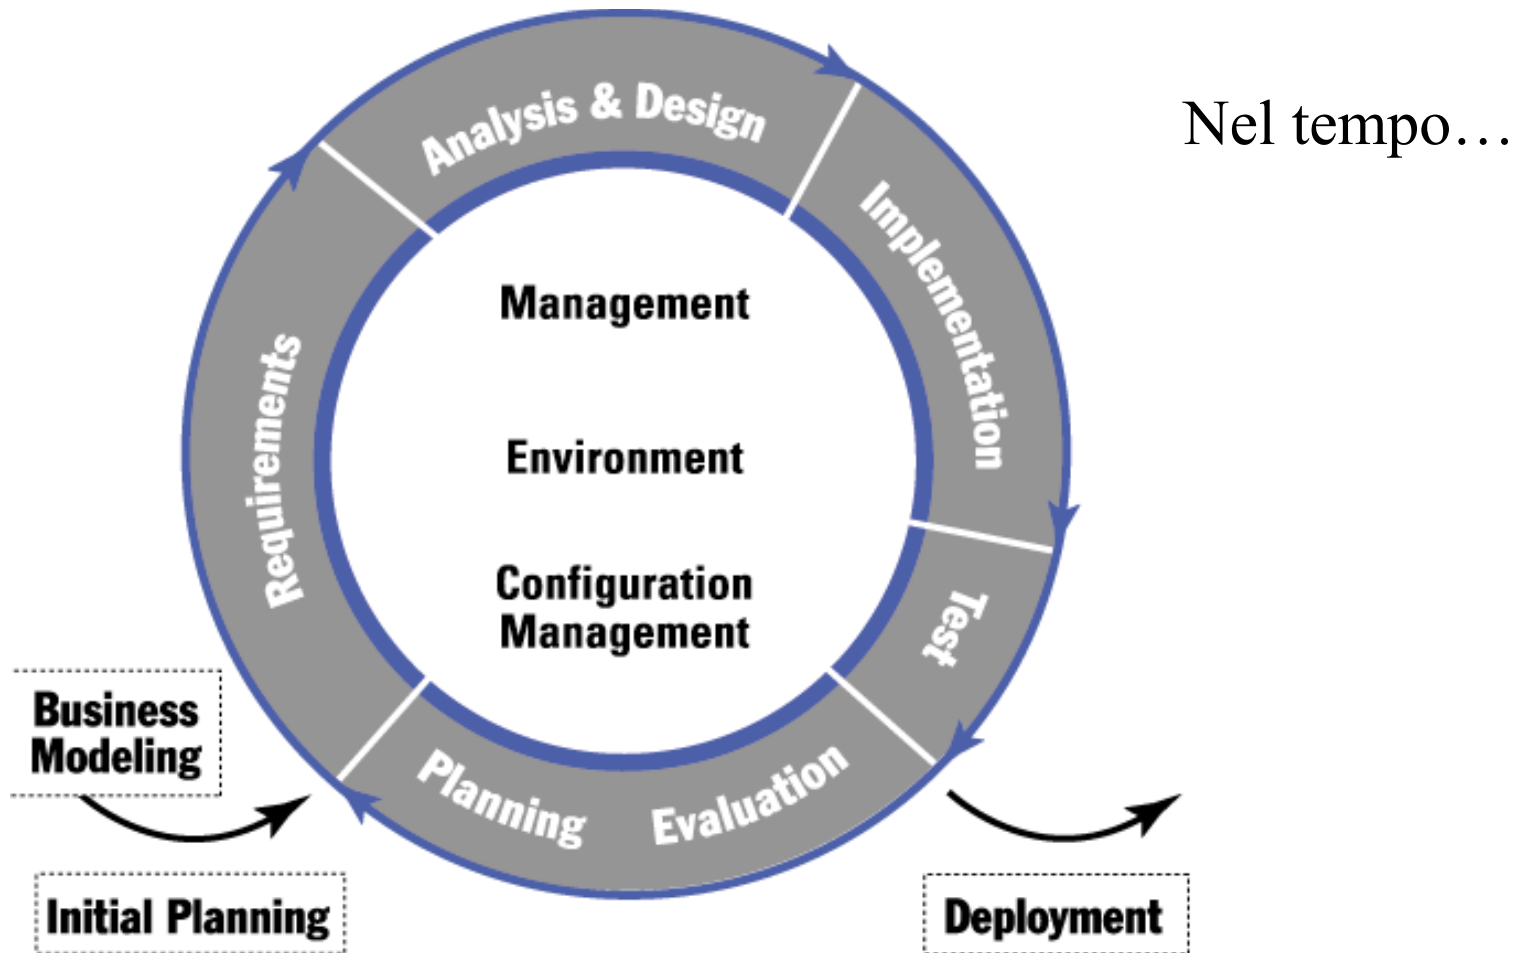 Nel tempo…
Analysis & Design
Implementation
Requirements
Management
Environment
Configuration
Management
Test
Business
Modeling
Planning
Evaluation
Initial Planning
Deployment